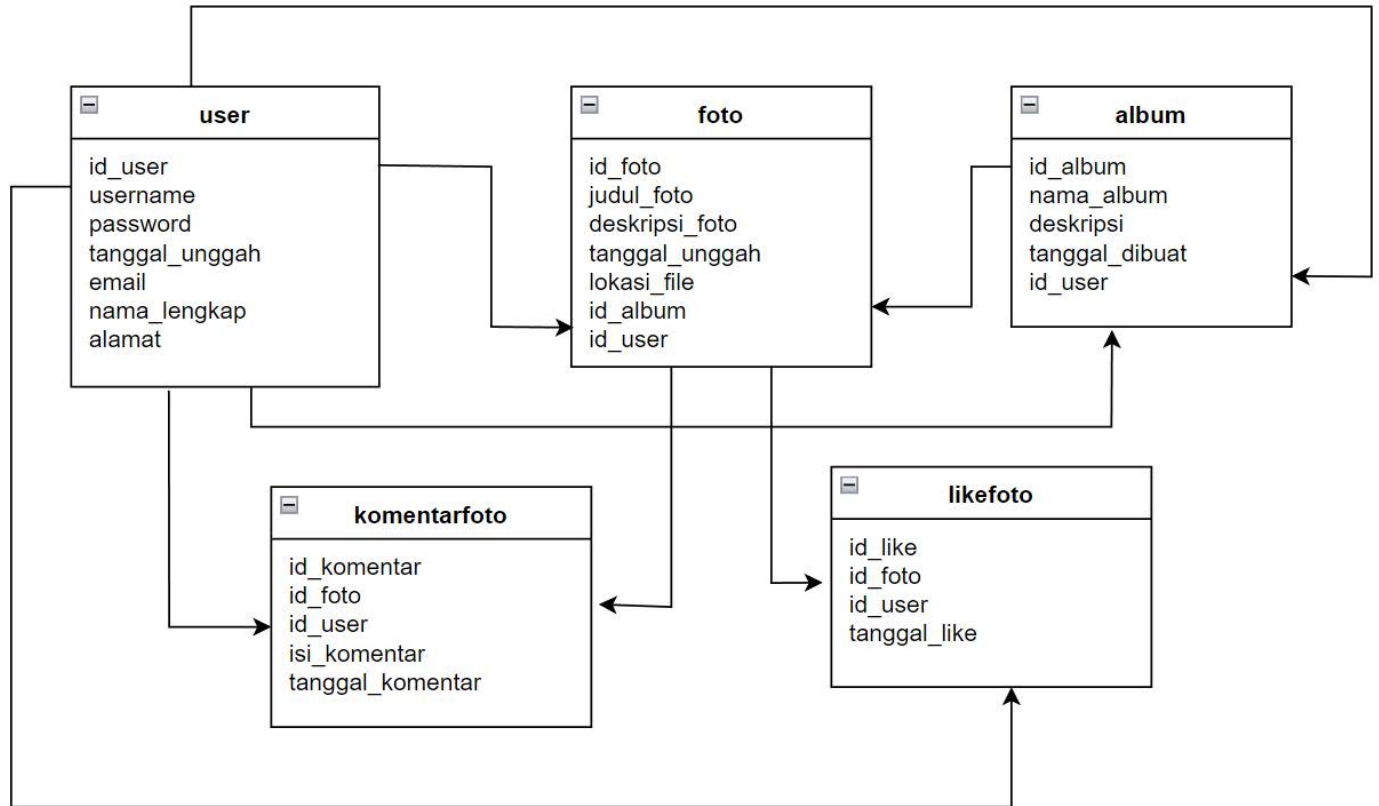 user
id_user
username
password
tanggal_unggah
email
nama_lengkap
alamat
foto
id_foto
judul_foto
deskripsi_foto
tanggal_unggah
lokasi_file
id_album
id_user
album
id_album
nama_album
deskripsi
tanggal_dibuat
id_user
komentarfoto
id_komentar
id_foto
id_user
isi_komentar
tanggal_komentar
likefoto
id_like
id_foto
id_user
tanggal_like